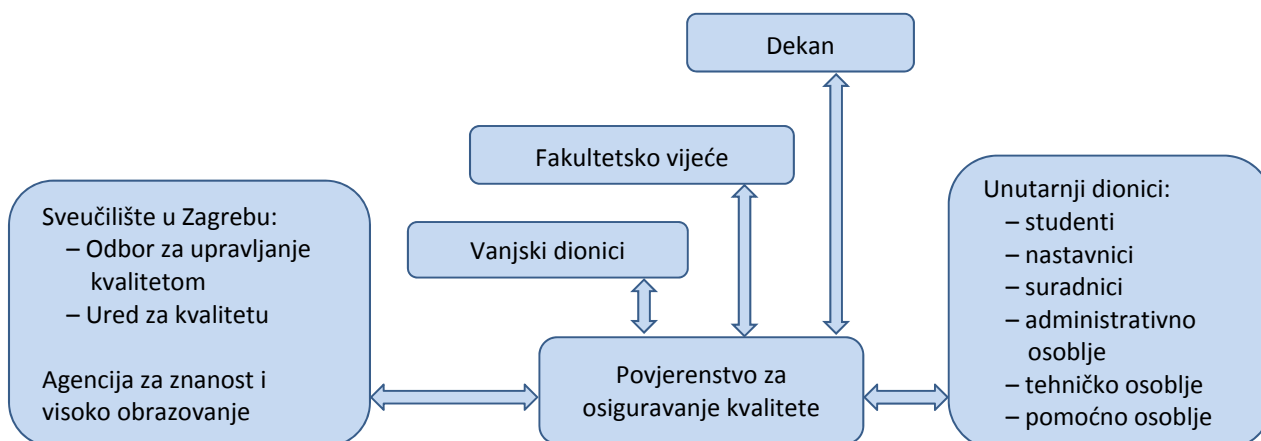 Dekan
Fakultetsko vijeće
Vanjski dionici
Sveučilište u Zagrebu:
– Odbor za upravljanje
kvalitetom
– Ured za kvalitetu
Agencija za znanost i
visoko obrazovanje
Povjerenstvo za
osiguravanje kvalitete
Unutarnji dionici:
– studenti
– nastavnici
– suradnici
– administrativno
osoblje
– tehničko osoblje
– pomoćno osoblje